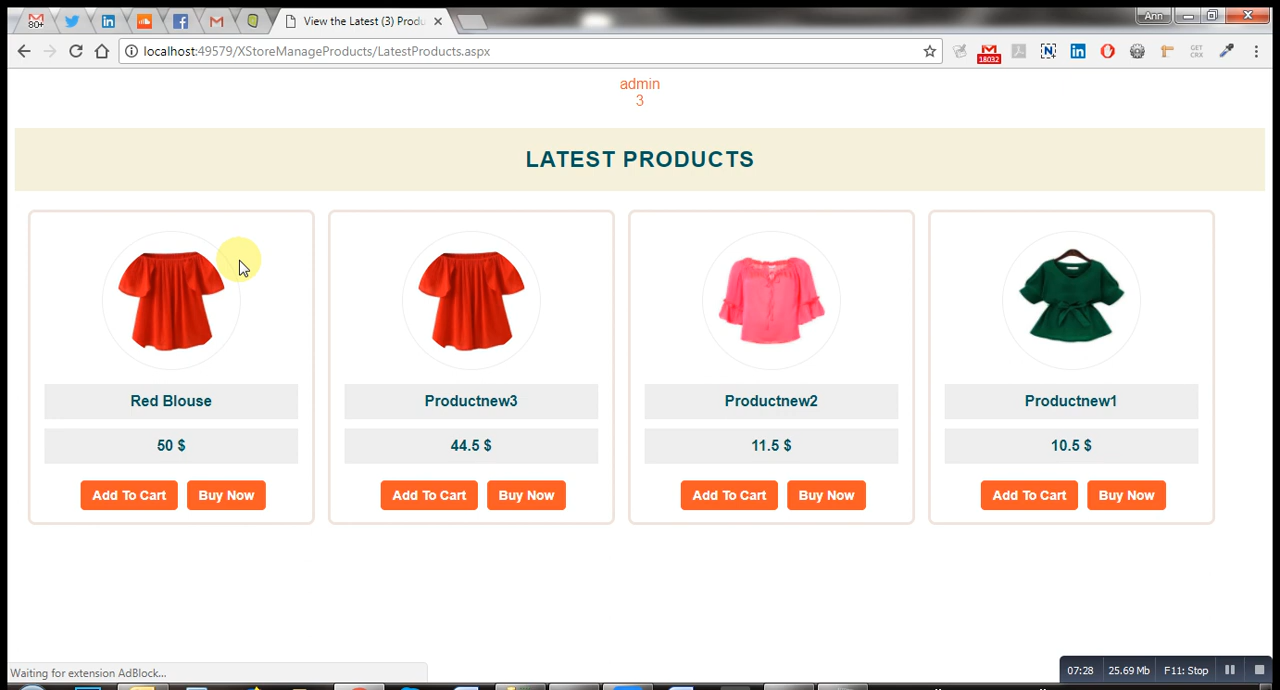 80+
View the Latest (3) Produ
Ann
localhost:49579/XStoreManageProducts/LatestProducts.aspx
18032
GET
CRX
admin
3
LATEST PRODUCTS
Red Blouse
50 $
Add To Cart
Buy Now
Productnew3
44.5 $
Add To Cart
Buy Now
Productnew2
11.5 $
Add To Cart
Buy Now
Productnew1
10.5 $
Add To Cart
Buy Now
Waiting for extension AdBlock...
07:28
25.69 Mb
F11: Stop